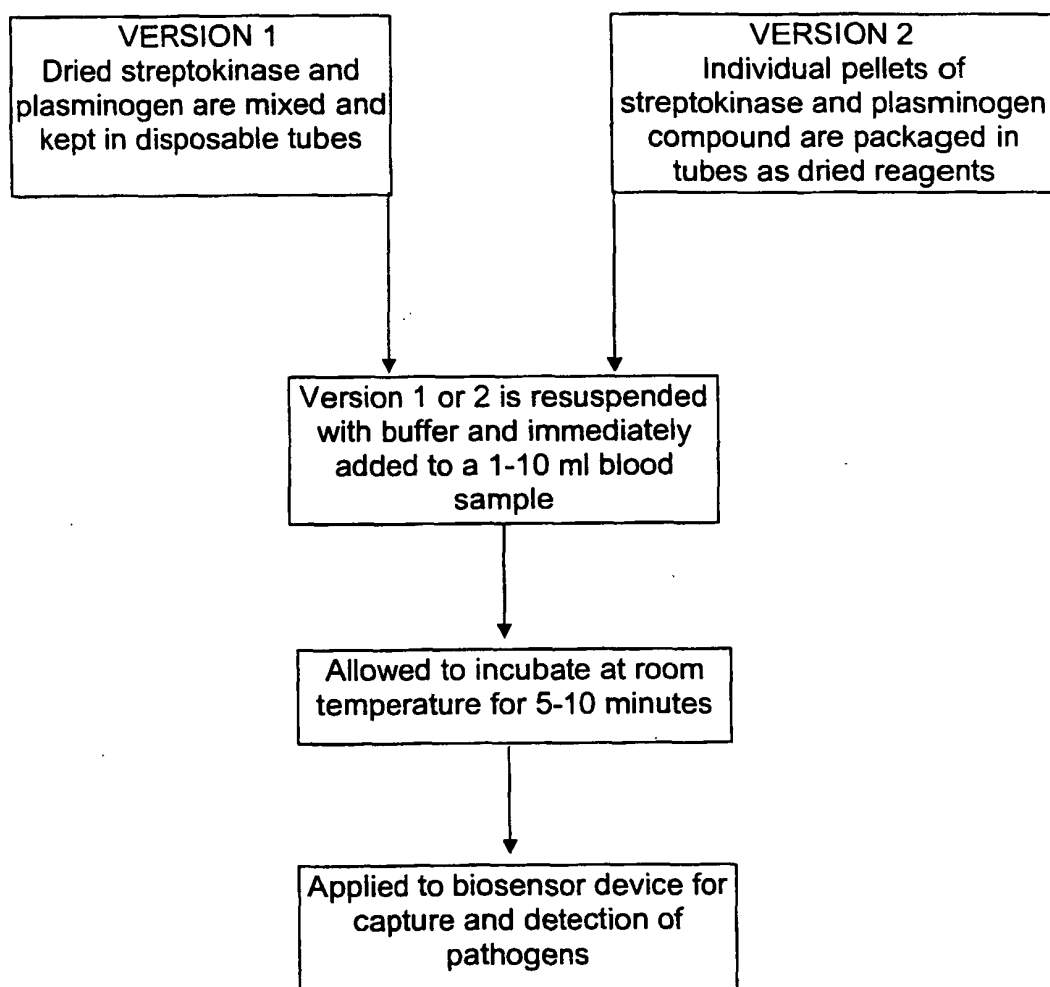 VERSION 1
Dried streptokinase and
plasminogen are mixed and
kept in disposable tubes
VERSION 2
Individual pellets of
streptokinase and plasminogen
compound are packaged in
tubes as dried reagents
Version 1 or 2 is resuspended
with buffer and immediately
added to a 1-10 ml blood
sample
Allowed to incubate at room
temperature for 5-10 minutes
Applied to biosensor device for
capture and detection of
pathogens